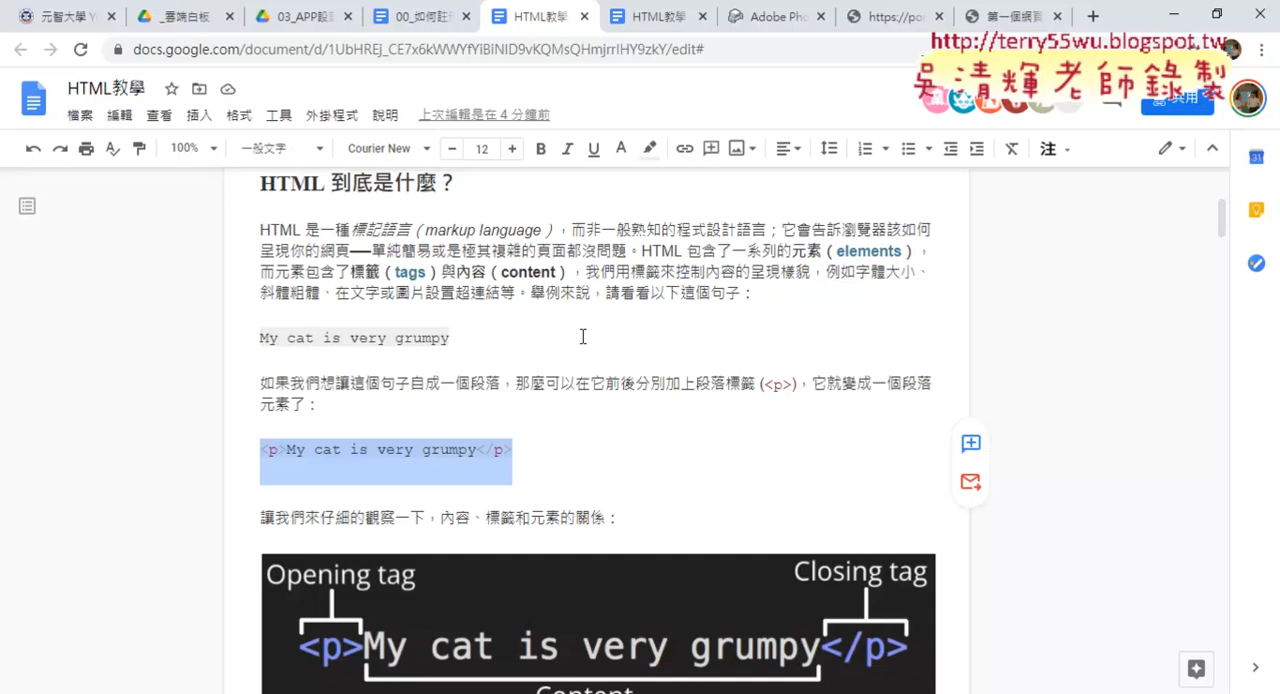 元智大學 Y
_雲端白板
03_APP設
00_如何註
HTML教學
HTML教學
Adobe Pho
https://por
第一個網頁
docs.google.com/document/d/1UbHREj_CE7x6kWWYfYiBiNlD9vKQMsQHmjrrIHY9zkY/edit#
http://terry55wu.blogspot.tw
吳清輝老師錄製
HTML教學
檔案 編輯 查看 插入 格式 工具 外掛程式 說明 上次編輯是在 4 分鐘前
共用
100% 一般文字 Courier New 12 B I U A 注
31
HTML 到底是什麼？
HTML 是一種標記語言（markup language），而非一般熟知的程式設計語言；它會告訴瀏覽器該如何
呈現你的網頁──單純簡易或是極其複雜的頁面都沒問題。HTML 包含了一系列的元素（elements），
而元素包含了標籤（tags）與內容（content），我們用標籤來控制內容的呈現樣貌，例如字體大小、
斜體粗體、在文字或圖片設置超連結等。舉例來說，請看看以下這個句子：
My cat is very grumpy
如果我們想讓這個句子自成一個段落，那麼可以在它前後分別加上段落標籤 (<p>)，它就變成一個段落
元素了：
<p>My cat is very grumpy</p>
讓我們來仔細的觀察一下，內容、標籤和元素的關係：
Opening tag Closing tag
<p>My cat is very grumpy</p>
Content